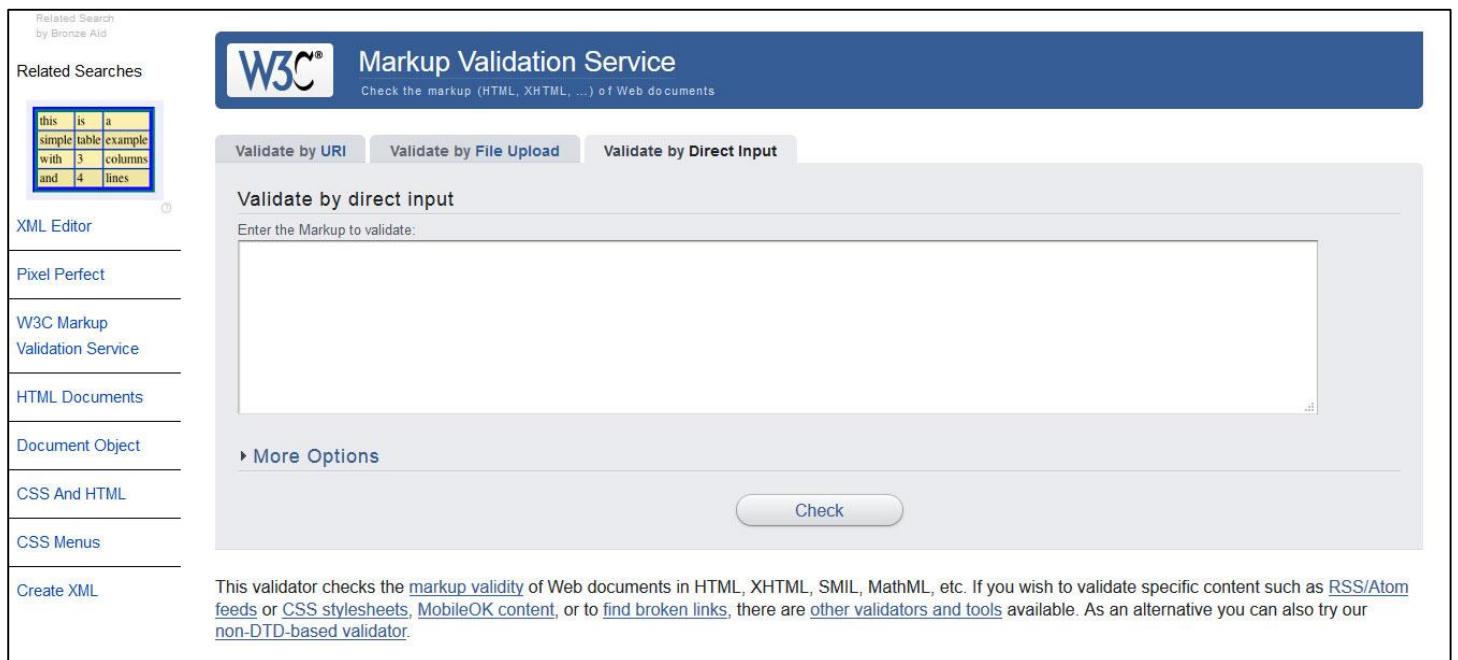 Related Search
by Bronze Aid
Related Searches
this is a
simple table example
with 3 columns
and 4 lines
XML Editor
Pixel Perfect
W3C Markup
Validation Service
HTML Documents
Document Object
CSS And HTML
CSS Menus
Create XML
W3C®
Markup Validation Service
Check the markup (HTML, XHTML, ...) of Web documents
Validate by URI Validate by File Upload Validate by Direct Input
Validate by direct input
Enter the Markup to validate:
More Options
Check
This validator checks the markup validity of Web documents in HTML, XHTML, SMIL, MathML, etc. If you wish to validate specific content such as RSS/Atom
feeds or CSS stylesheets, MobileOK content, or to find broken links, there are other validators and tools available. As an alternative you can also try our
non-DTD-based validator.